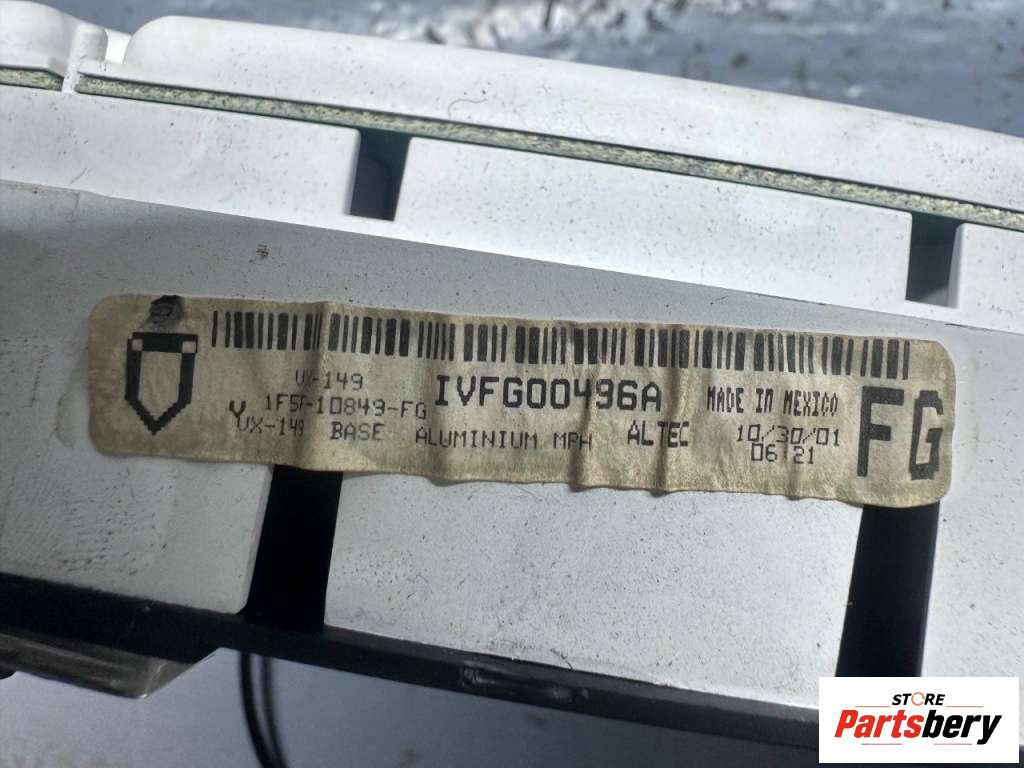 VX-149
IVFG00496A
MADE IN MEXICO
FG
1F5F-10849-FG
Y
VX-149 BASE ALUMINIUM MPH ALTEC
10/30/01
06:21
STORE
Partsbery